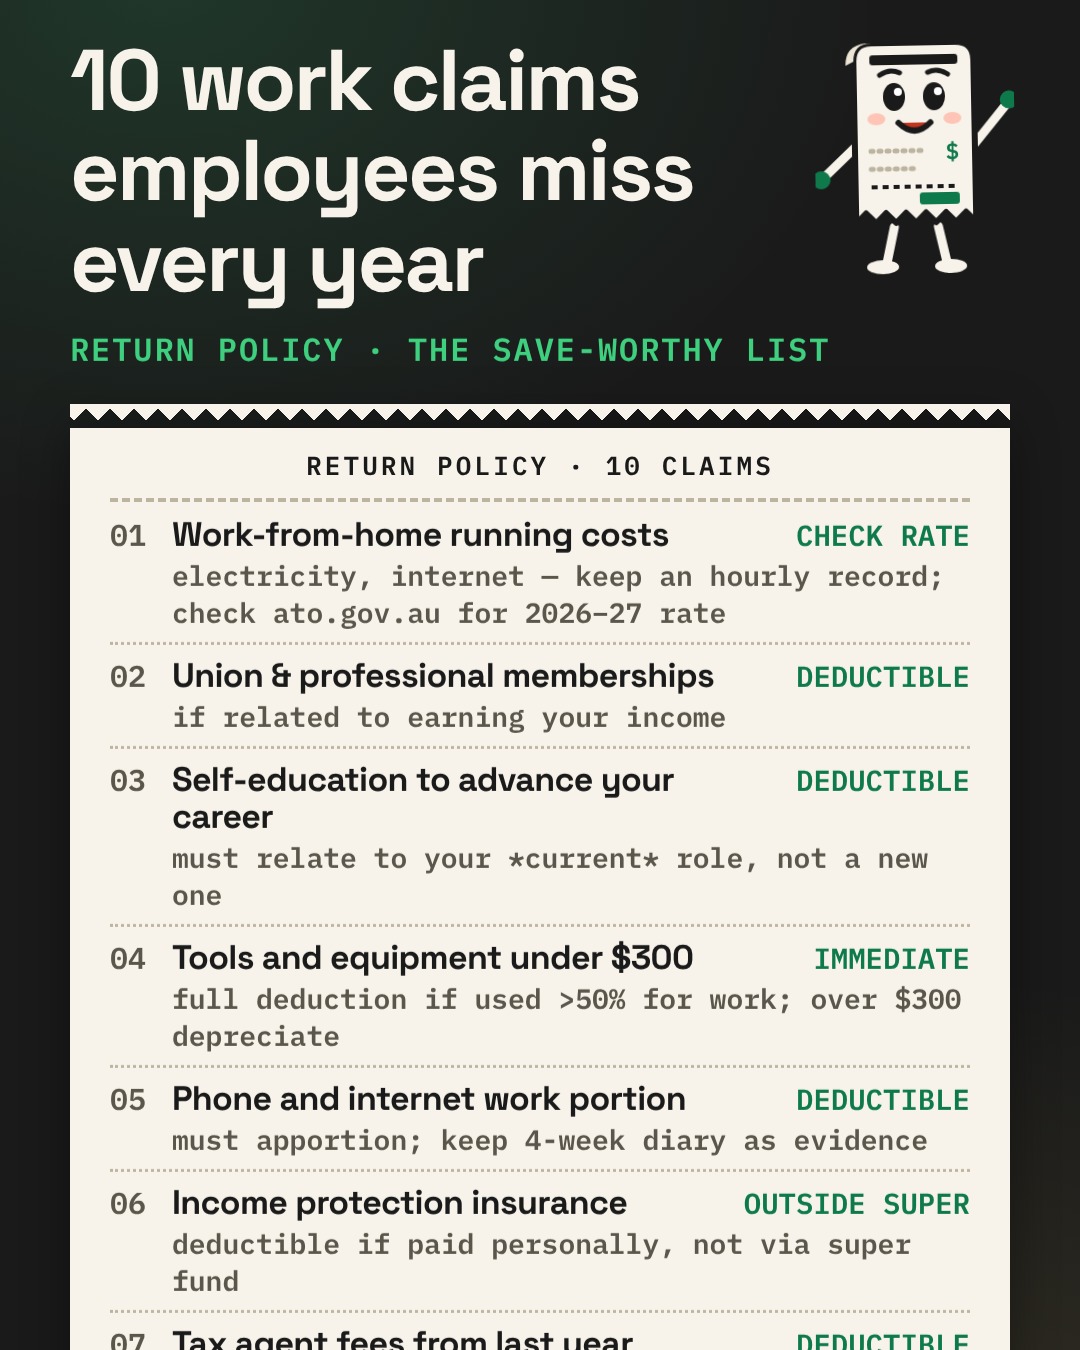 10 work claims
employees miss
every year
$
RETURN POLICY · THE SAVE-WORTHY LIST
RETURN POLICY · 10 CLAIMS
01 Work-from-home running costs CHECK RATE
electricity, internet — keep an hourly record;
check ato.gov.au for 2026–27 rate
02 Union & professional memberships DEDUCTIBLE
if related to earning your income
03 Self-education to advance your DEDUCTIBLE
career
must relate to your *current* role, not a new
one
04 Tools and equipment under $300 IMMEDIATE
full deduction if used >50% for work; over $300
depreciate
05 Phone and internet work portion DEDUCTIBLE
must apportion; keep 4-week diary as evidence
06 Income protection insurance OUTSIDE SUPER
deductible if paid personally, not via super
fund
07 Tax agent fees from last year DEDUCTIBLE